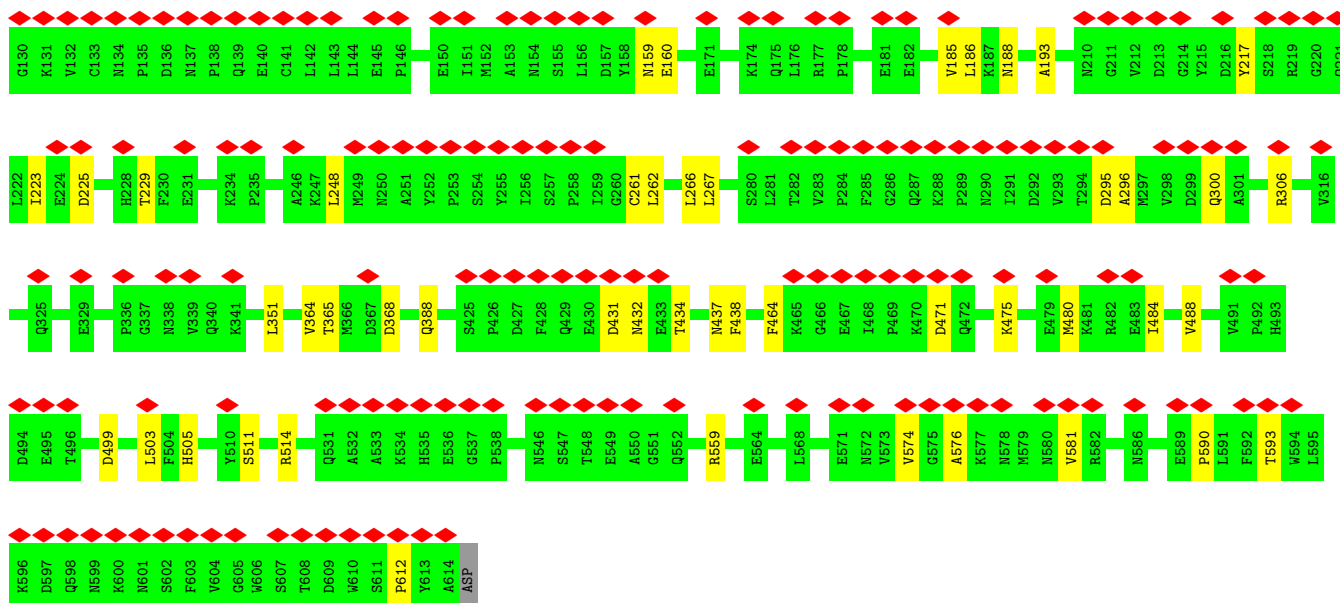 G130 K131 V132 C133 N134 P135 D136 N137 P138 Q139 E140 C141 L142 L143 L144 E145 P146 E150 I151 M152 A153 N154 S155 L156 D157 Y158 N159 E160 E171 K174 Q175 L176 R177 P178 E181 E182 V185 L186 K187 N188 A193 N210 G211 V212 D213 G214 Y215 D216 Y217 S218 R219 G220
L222 I223 E224 D225 H228 T229 F230 E231 K234 P235 A246 K247 L248 M249 N250 A251 Y252 P253 S254 Y255 I256 S257 P258 I259 G260 C261 L262 L266 L267 S280 L281 T282 V283 P284 F285 G286 Q287 K288 P289 N290 I291 D292 V293 T294 D295 A296 M297 V298 D299 Q300 A301 R306 V316
Q325 E329 P336 G337 N338 V339 Q340 K341 L351 V364 T365 M366 D367 D368 Q388 S425 P426 D427 F428 Q429 E430 D431 N432 E433 T434 N437 F438 F464 K465 G466 E467 I468 P469 K470 D471 Q472 K475 E479 M480 K481 R482 E483 I484 V488 V491 P492 H493
D494 E495 T496 D499 L503 F504 H505 Y510 S511 R514 Q531 A532 A533 K534 H535 E536 G537 P538 N546 S547 T548 E549 A550 G551 Q552 R559 E564 L568 E571 N572 V573 V574 G575 A576 K577 N578 M579 N580 V581 R582 N586 E589 P590 L591 F592 T593 W594 L595
K596 D597 Q598 N599 K600 N601 S602 F603 V604 G605 W606 S607 T608 D609 W610 S611 P612 Y613 A614 ASP